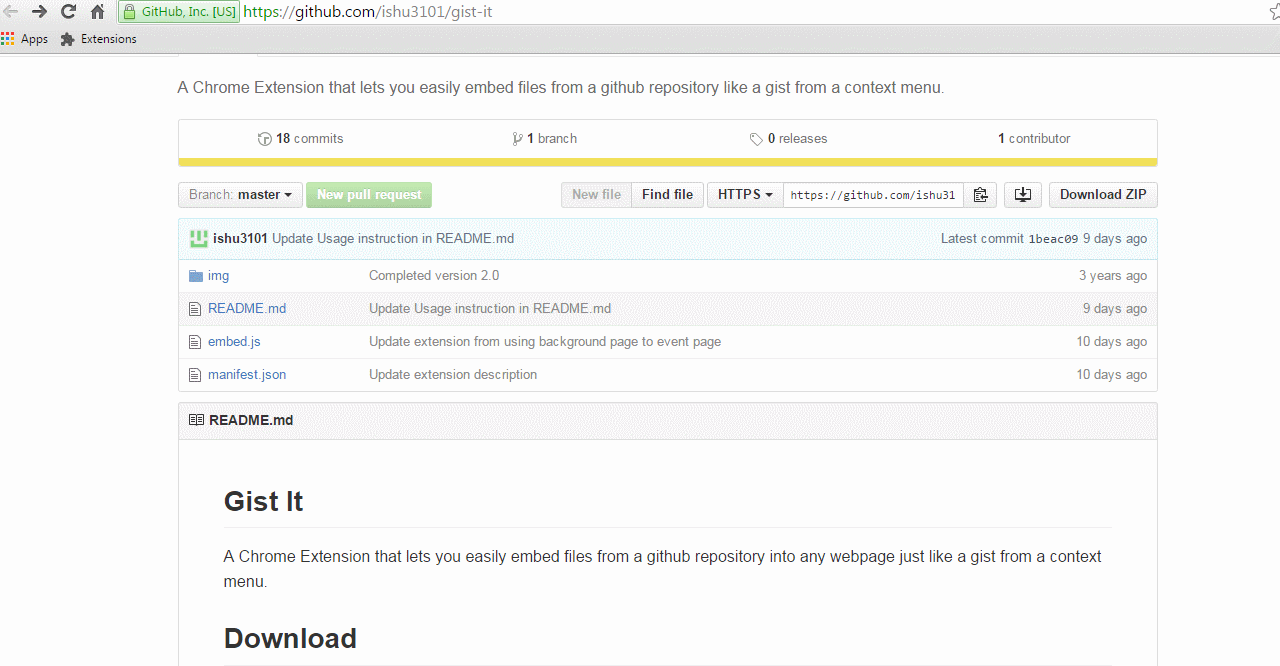 GitHub, Inc. [US] https://github.com/ishu3101/gist-it
Apps Extensions
A Chrome Extension that lets you easily embed files from a github repository like a gist from a context menu.
18 commits 1 branch 0 releases 1 contributor
Branch: master New pull request New file Find file HTTPS https://github.com/ishu31 Download ZIP
ishu3101 Update Usage instruction in README.md Latest commit 1beac09 9 days ago
img Completed version 2.0 3 years ago
README.md Update Usage instruction in README.md 9 days ago
embed.js Update extension from using background page to event page 10 days ago
manifest.json Update extension description 10 days ago
README.md
Gist It
A Chrome Extension that lets you easily embed files from a github repository into any webpage just like a gist from a context
menu.
Download